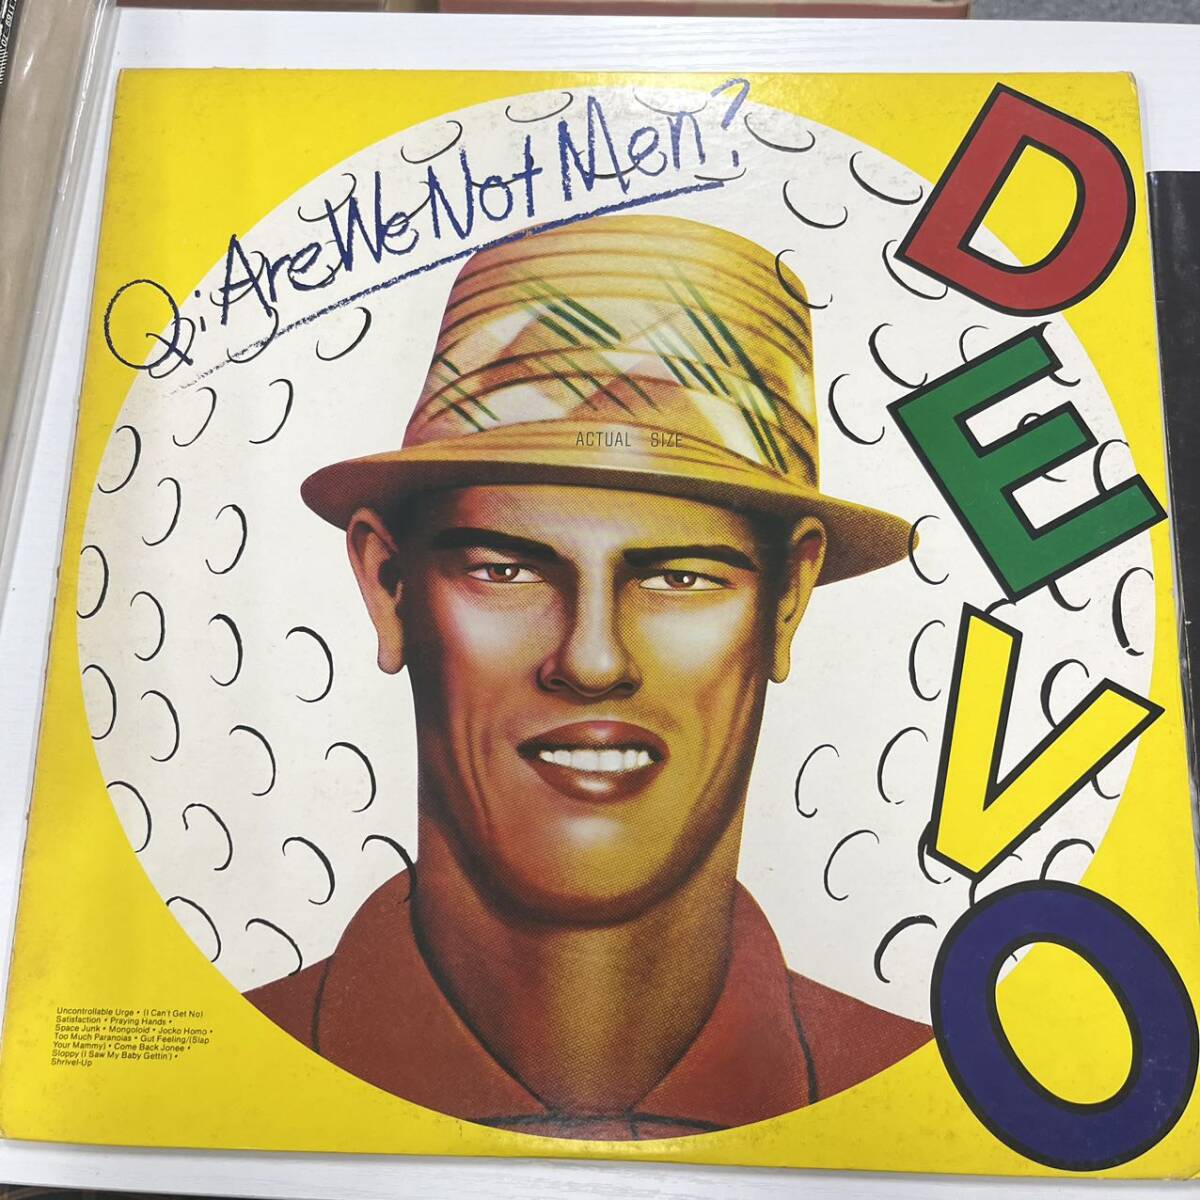 Q: Are We Not Men?
DEVO
ACTUAL SIZE
Uncontrollable Urge • (I Can't Get No)
Satisfaction • Praying Hands •
Space Junk • Mongoloid • Jocko Homo •
Too Much Paranoias • Gut Feeling/(Slap
Your Mammy) • Come Back Jonee •
Sloppy (I Saw My Baby Gettin') •
Shrivel-Up